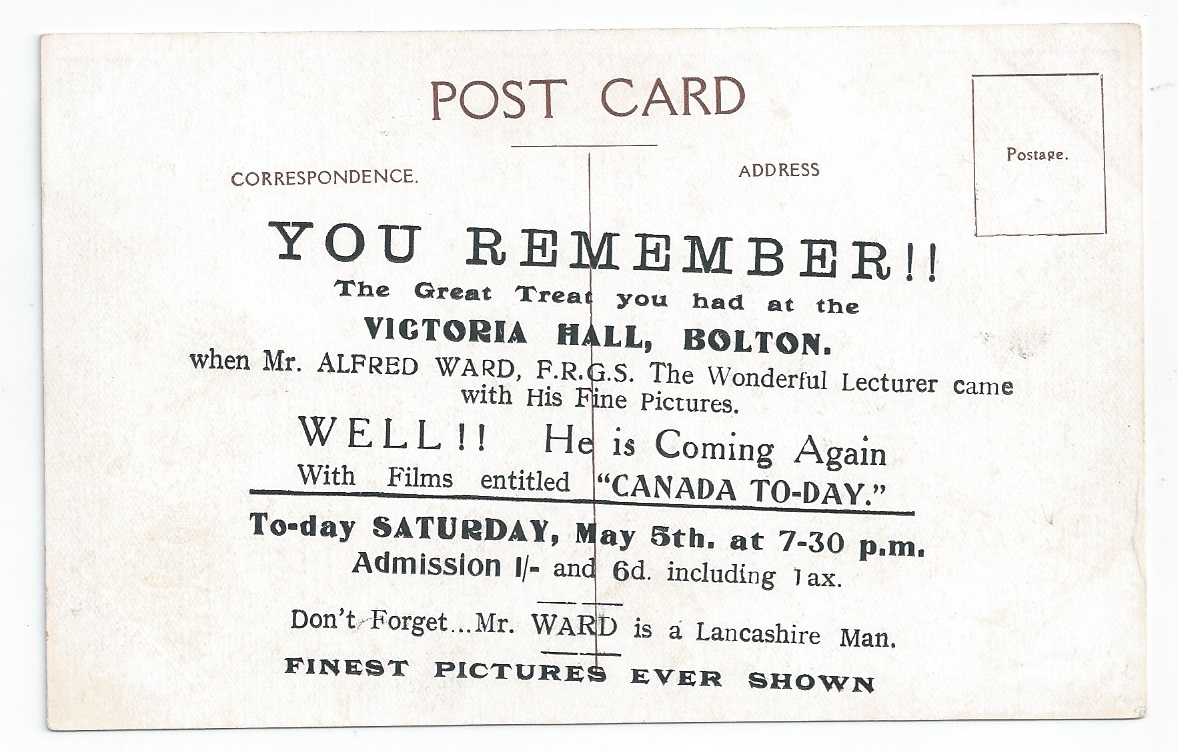 POST CARD
CORRESPONDENCE.
ADDRESS
Postage.
YOU REMEMBER!!
The Great Treat you had at the
VICTORIA HALL, BOLTON.
when Mr. ALFRED WARD, F.R.G.S. The Wonderful Lecturer came
with His Fine Pictures.
WELL!! He is Coming Again
With Films entitled "CANADA TO-DAY."
To-day SATURDAY, May 5th. at 7-30 p.m.
Admission 1/- and 6d. including Tax.
Don't Forget...Mr. WARD is a Lancashire Man.
FINEST PICTURES EVER SHOWN